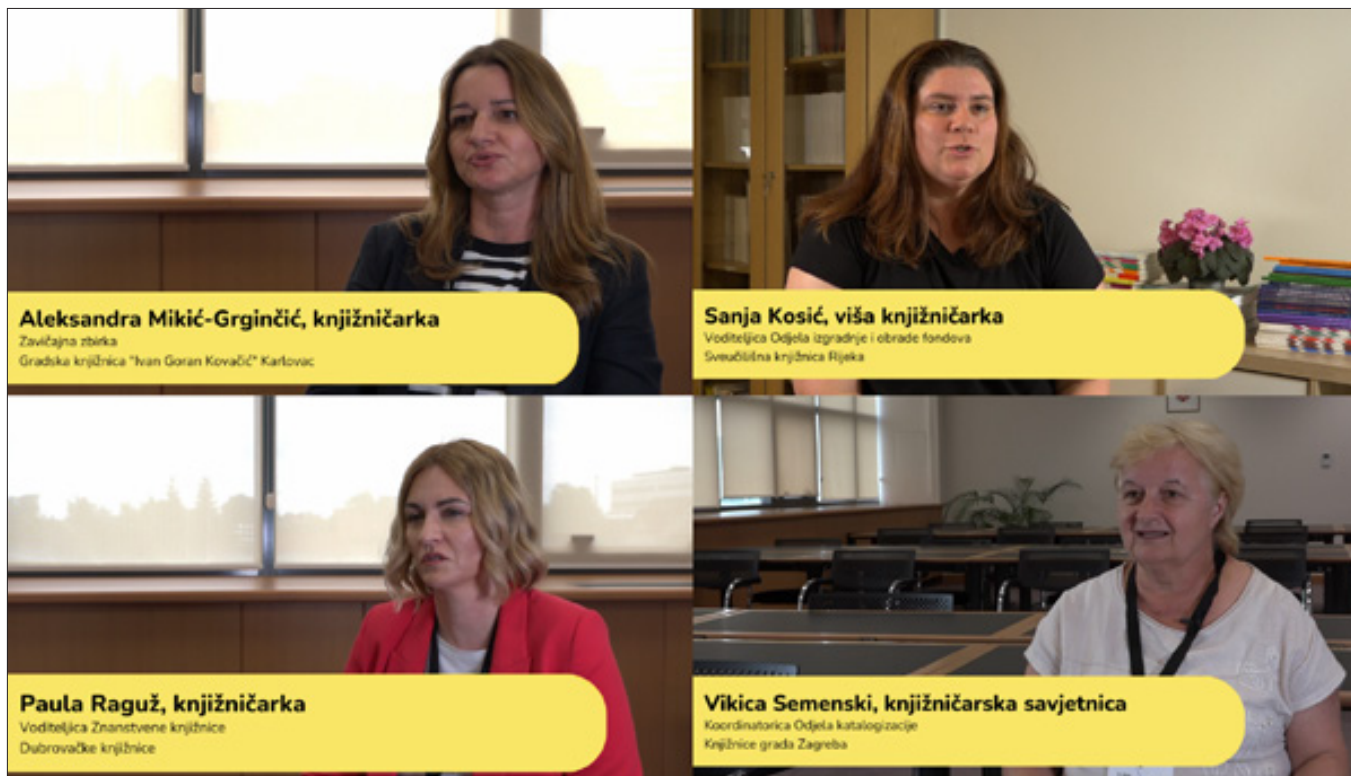 Aleksandra Mikić-Grginčić, knjižničarka
Zavičajna zbirka
Gradska knjižnica "Ivan Goran Kovačić" Karlovac
Sanja Kosić, viša knjižničarka
Voditeljica Odjela izgradnje i obrade fondova
Sveučilišna knjižnica Rijeka
Paula Raguž, knjižničarka
Voditeljica Znanstvene knjižnice
Dubrovačke knjižnice
Vikica Semenski, knjižničarska savjetnica
Koordinatorica Odjela katalogizacije
Knjižnice grada Zagreba